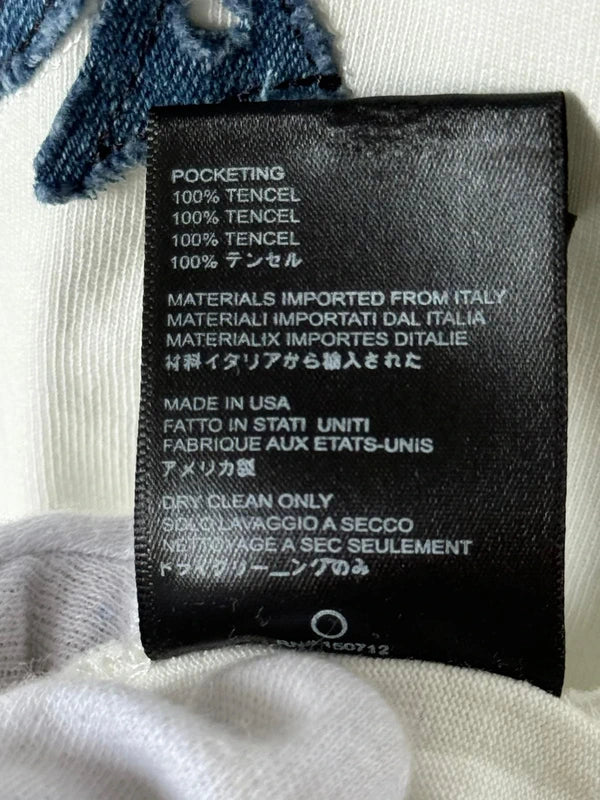 POCKETING
100% TENCEL
100% TENCEL
100% TENCEL
100% テンセル
MATERIALS IMPORTED FROM ITALY
MATERIALI IMPORTATI DAL ITALIA
MATERIALIX IMPORTES DITALIE
材料イタリアから輸入された
MADE IN USA
FATTO IN STATI UNITI
FABRIQUE AUX ETATS-UNIS
アメリカ製
DRY CLEAN ONLY
SOLO LAVAGGIO A SECCO
NETTOYAGE A SEC SEULEMENT
ドライクリーニングのみ
RN# 150712